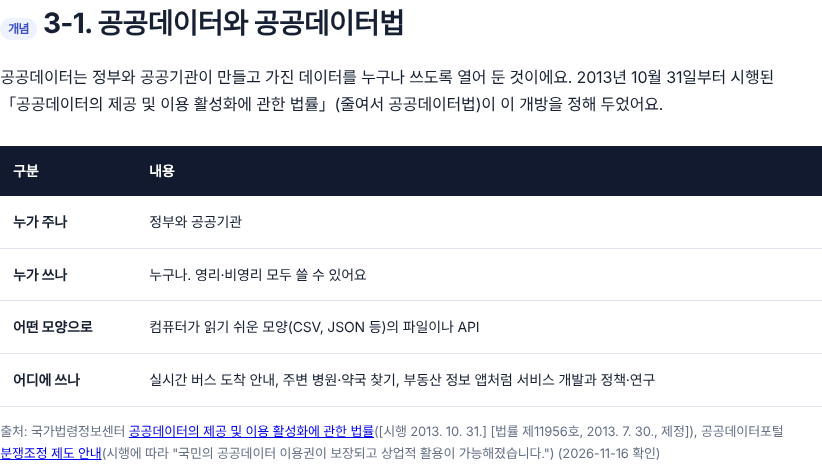 개념 3-1. 공공데이터와 공공데이터법
공공데이터는 정부와 공공기관이 만들고 가진 데이터를 누구나 쓰도록 열어 둔 것이에요. 2013년 10월 31일부터 시행된
「공공데이터의 제공 및 이용 활성화에 관한 법률」(줄여서 공공데이터법)이 이 개방을 정해 두었어요.
구분 내용
누가 주나 정부와 공공기관
누가 쓰나 누구나. 영리·비영리 모두 쓸 수 있어요
어떤 모양으로 컴퓨터가 읽기 쉬운 모양(CSV, JSON 등)의 파일이나 API
어디에 쓰나 실시간 버스 도착 안내, 주변 병원·약국 찾기, 부동산 정보 앱처럼 서비스 개발과 정책·연구
출처: 국가법령정보센터 공공데이터의 제공 및 이용 활성화에 관한 법률([시행 2013. 10. 31.] [법률 제11956호, 2013. 7. 30., 제정]), 공공데이터포털
분쟁조정 제도 안내(시행에 따라 "국민의 공공데이터 이용권이 보장되고 상업적 활용이 가능해졌습니다.") (2026-11-16 확인)